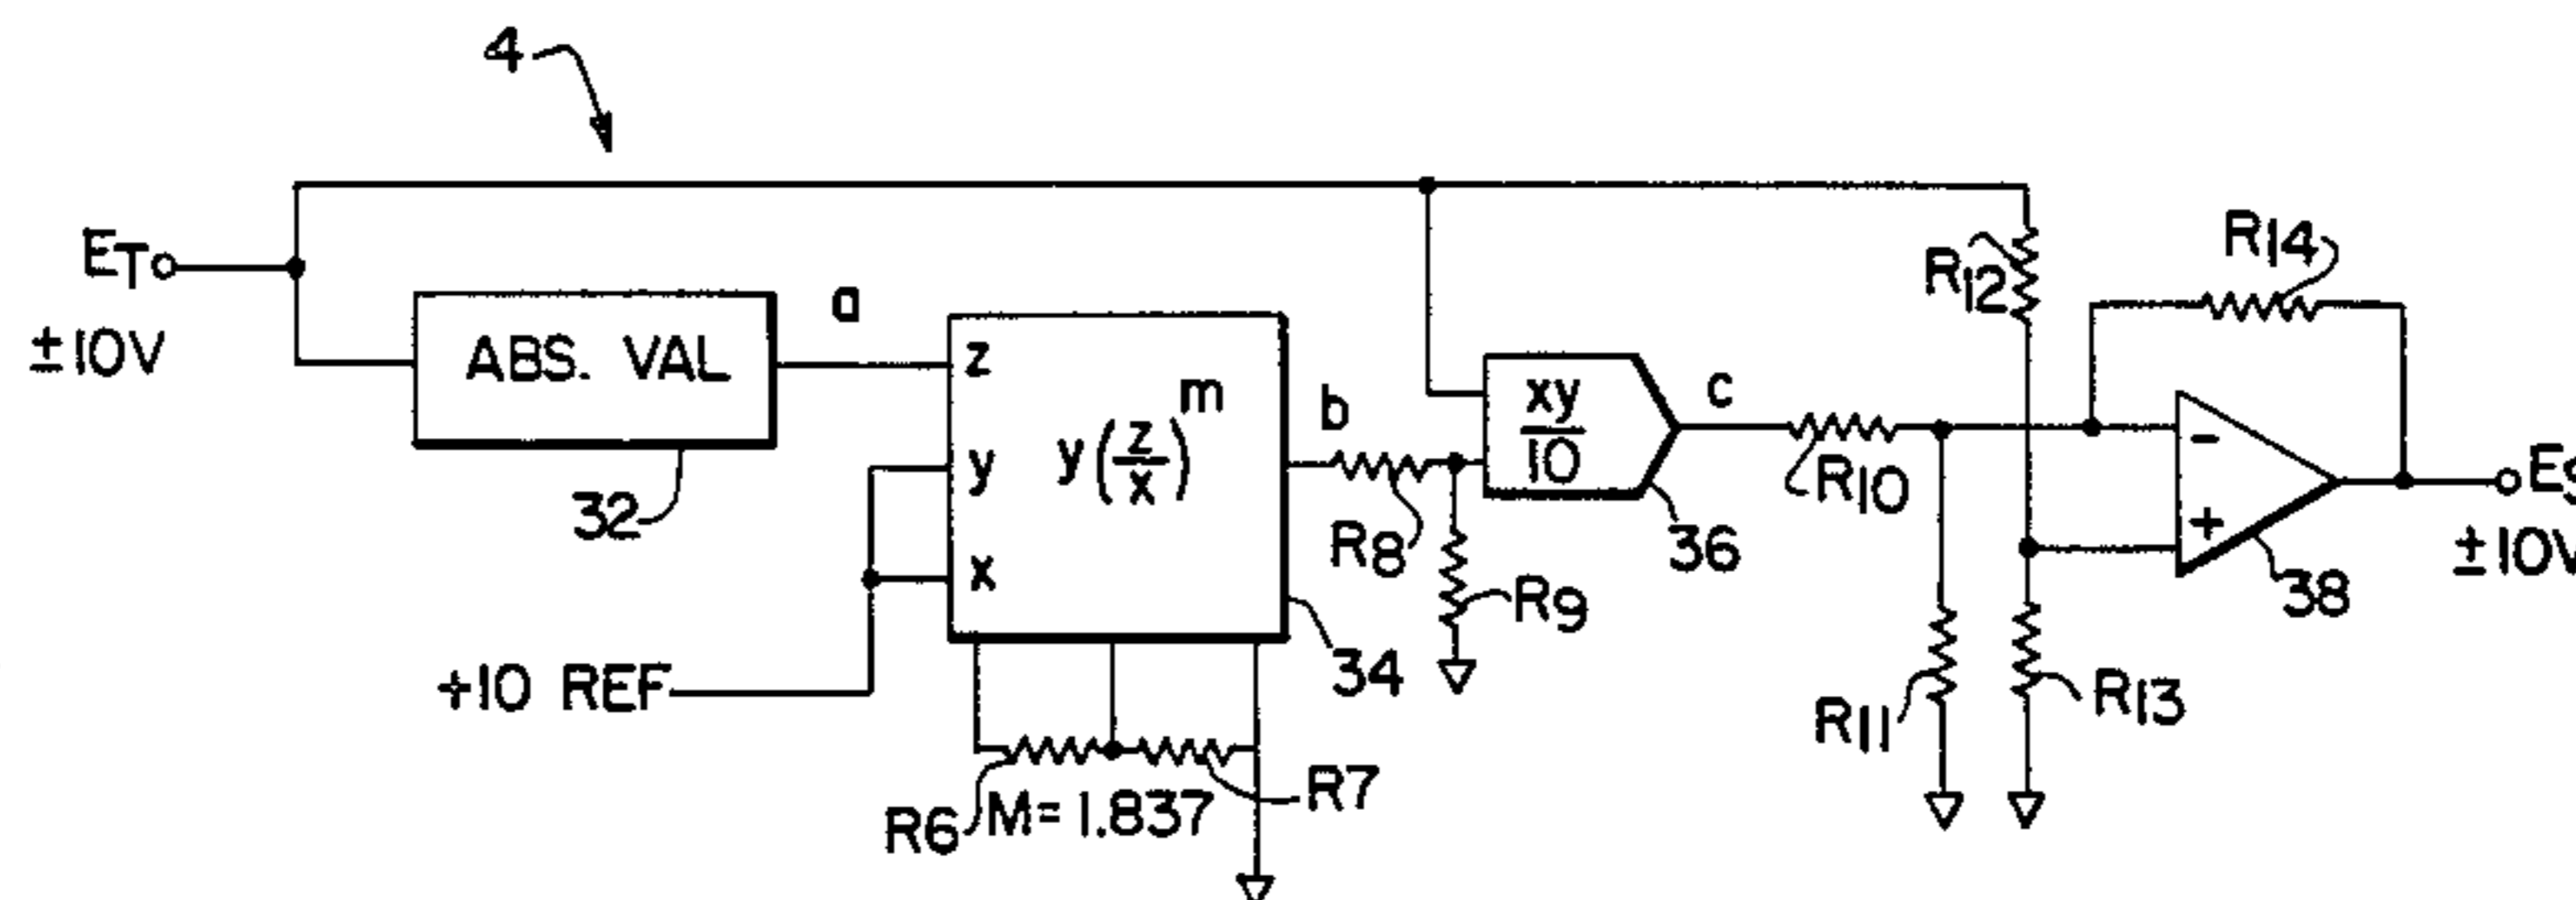 4
ET
±10V
ABS. VAL
32
a
z
y
x
y(z/x)^m
+10 REF
34
R6
M=1.837
R7
b
R8
R9
xy/10
36
c
R10
R11
R12
R13
R14
-
+
38
ES
±10V